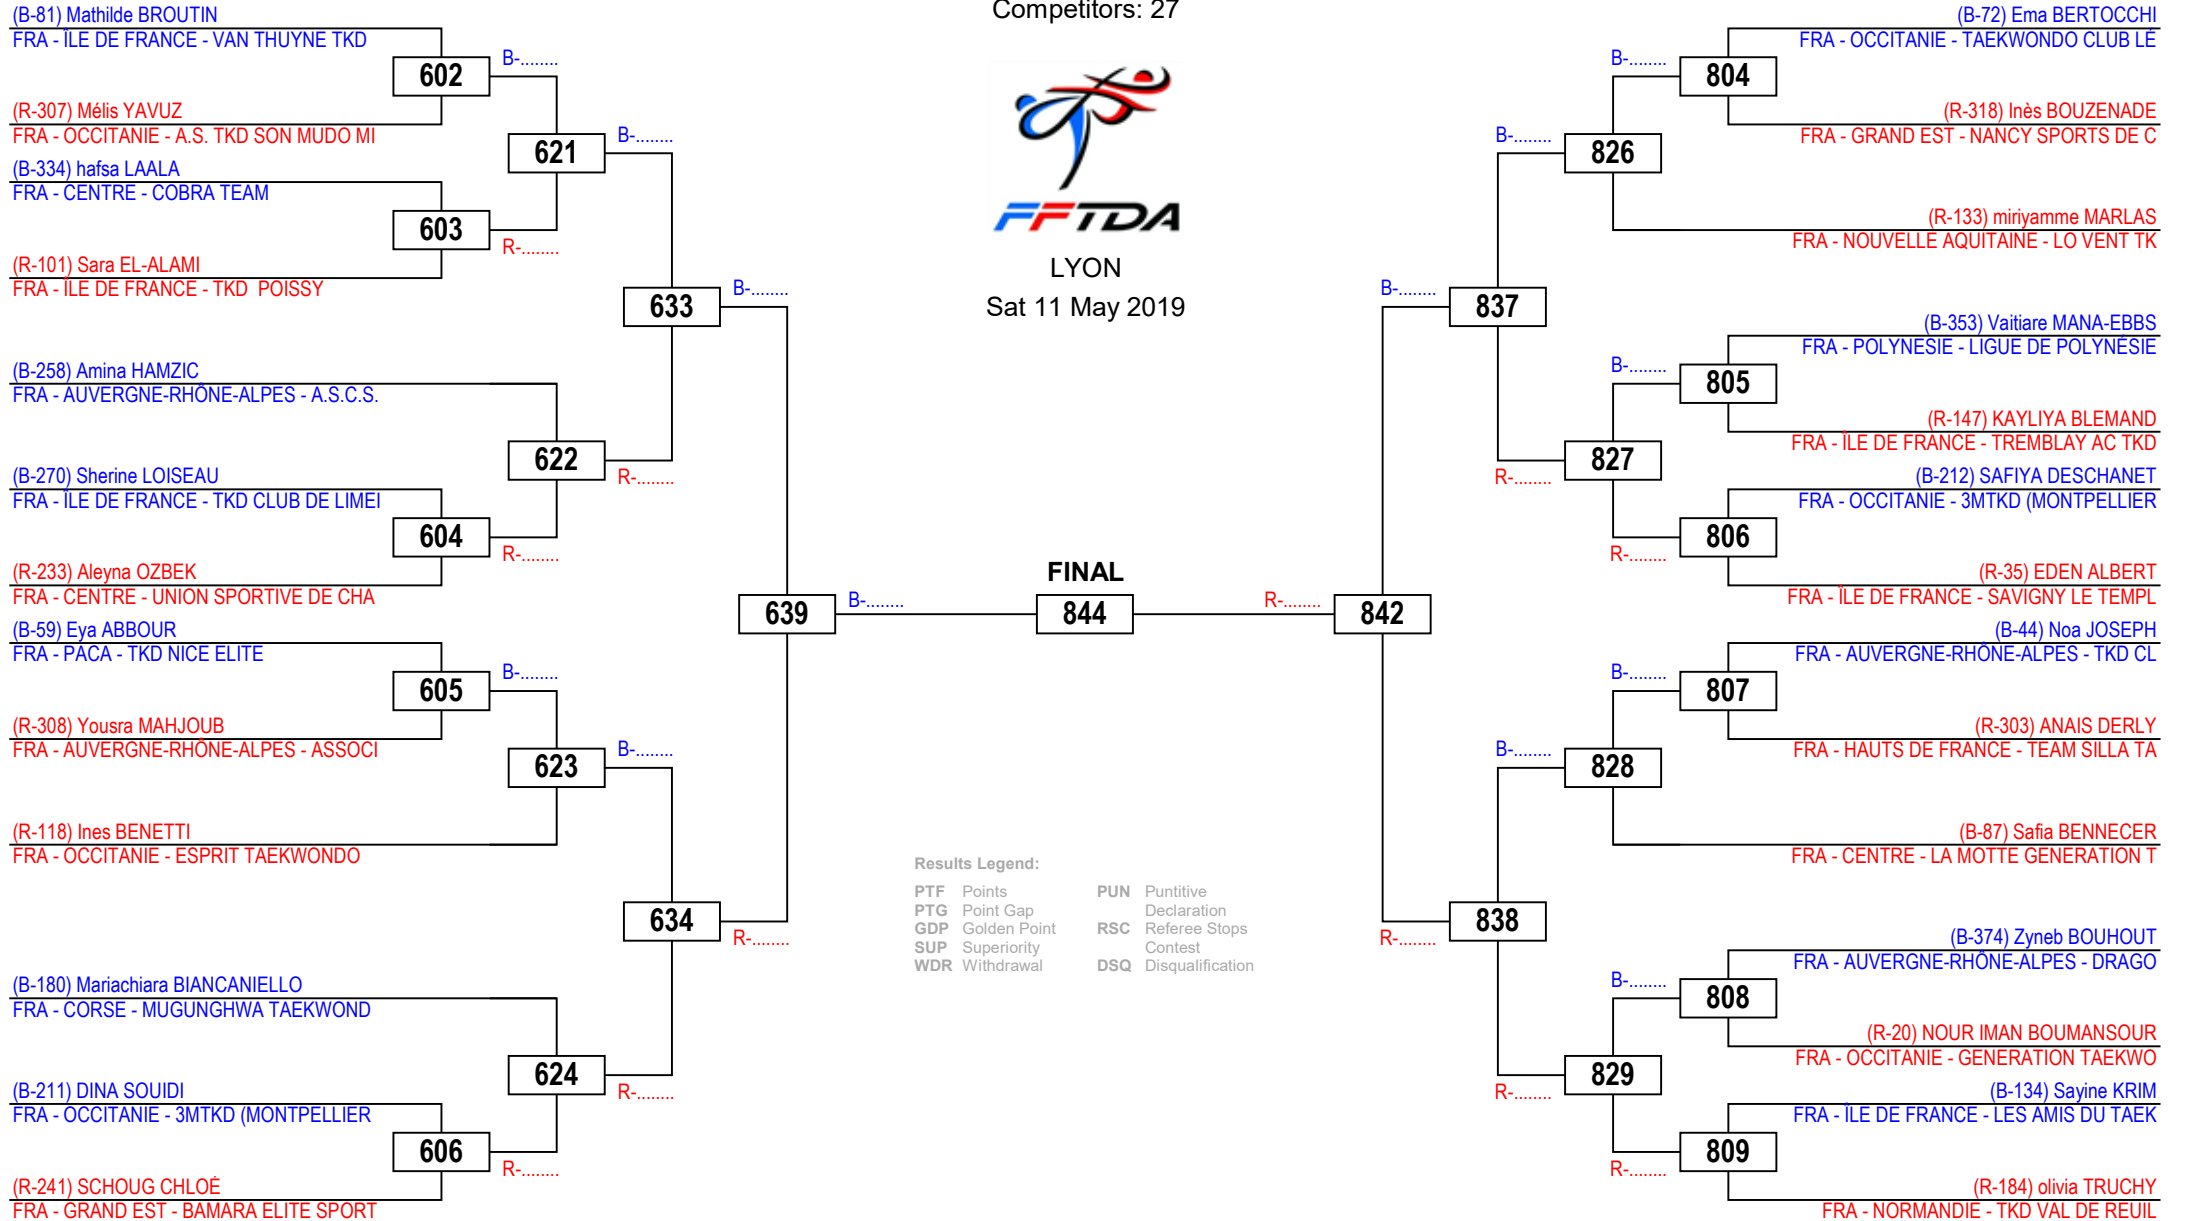 Competitors: 27
FFTDA
LYON
Sat 11 May 2019
(B-81) Mathilde BROUTIN
FRA - ÎLE DE FRANCE - VAN THUYNE TKD
602
B-........
(R-307) Mélis YAVUZ
FRA - OCCITANIE - A.S. TKD SON MUDO MI
621
B-........
(B-334) hafsa LAALA
FRA - CENTRE - COBRA TEAM
603
R-........
(R-101) Sara EL-ALAMI
FRA - ÎLE DE FRANCE - TKD  POISSY
633
B-........
(B-258) Amina HAMZIC
FRA - AUVERGNE-RHÔNE-ALPES - A.S.C.S.
622
R-........
(B-270) Sherine LOISEAU
FRA - ÎLE DE FRANCE - TKD CLUB DE LIMEI
604
R-........
(R-233) Aleyna OZBEK
FRA - CENTRE - UNION SPORTIVE DE CHA
639
B-........
(B-59) Eya ABBOUR
FRA - PACA - TKD NICE ELITE
605
B-........
(R-308) Yousra MAHJOUB
FRA - AUVERGNE-RHÔNE-ALPES - ASSOCI
623
B-........
(R-118) Ines BENETTI
FRA - OCCITANIE - ESPRIT TAEKWONDO
634
R-........
(B-180) Mariachiara BIANCANIELLO
FRA - CORSE - MUGUNGHWA TAEKWOND
624
R-........
(B-211) DINA SOUIDI
FRA - OCCITANIE - 3MTKD (MONTPELLIER
606
R-........
(R-241) SCHOUG CHLOÉ
FRA - GRAND EST - BAMARA ELITE SPORT
FINAL
844
Results Legend:
PTF Points
PTG Point Gap
GDP Golden Point
SUP Superiority
WDR Withdrawal
PUN Puntitive
Declaration
RSC Referee Stops
Contest
DSQ Disqualification
(B-72) Ema BERTOCCHI
FRA - OCCITANIE - TAEKWONDO CLUB LE
B-........
804
(R-318) Inès BOUZENADE
FRA - GRAND EST - NANCY SPORTS DE C
B-........
826
(R-133) miriyamme MARLAS
FRA - NOUVELLE AQUITAINE - LO VENT TK
B-........
837
(B-353) Vaitiare MANA-EBBS
FRA - POLYNESIE - LIGUE DE POLYNÉSIE
B-........
805
(R-147) KAYLIYA BLEMAND
FRA - ÎLE DE FRANCE - TREMBLAY AC TKD
R-........
827
(B-212) SAFIYA DESCHANET
FRA - OCCITANIE - 3MTKD (MONTPELLIER
R-........
806
(R-35) EDEN ALBERT
FRA - ÎLE DE FRANCE - SAVIGNY LE TEMPL
R-........
842
(B-44) Noa JOSEPH
FRA - AUVERGNE-RHÔNE-ALPES - TKD CL
B-........
807
(R-303) ANAIS DERLY
FRA - HAUTS DE FRANCE - TEAM SILLA TA
B-........
828
(B-87) Safia BENNECER
FRA - CENTRE - LA MOTTE GENERATION T
R-........
838
(B-374) Zyneb BOUHOUT
FRA - AUVERGNE-RHÔNE-ALPES - DRAGO
B-........
808
(R-20) NOUR IMAN BOUMANSOUR
FRA - OCCITANIE - GENERATION TAEKWO
R-........
829
(B-134) Sayine KRIM
FRA - ÎLE DE FRANCE - LES AMIS DU TAEK
R-........
809
(R-184) olivia TRUCHY
FRA - NORMANDIE - TKD VAL DE REUIL